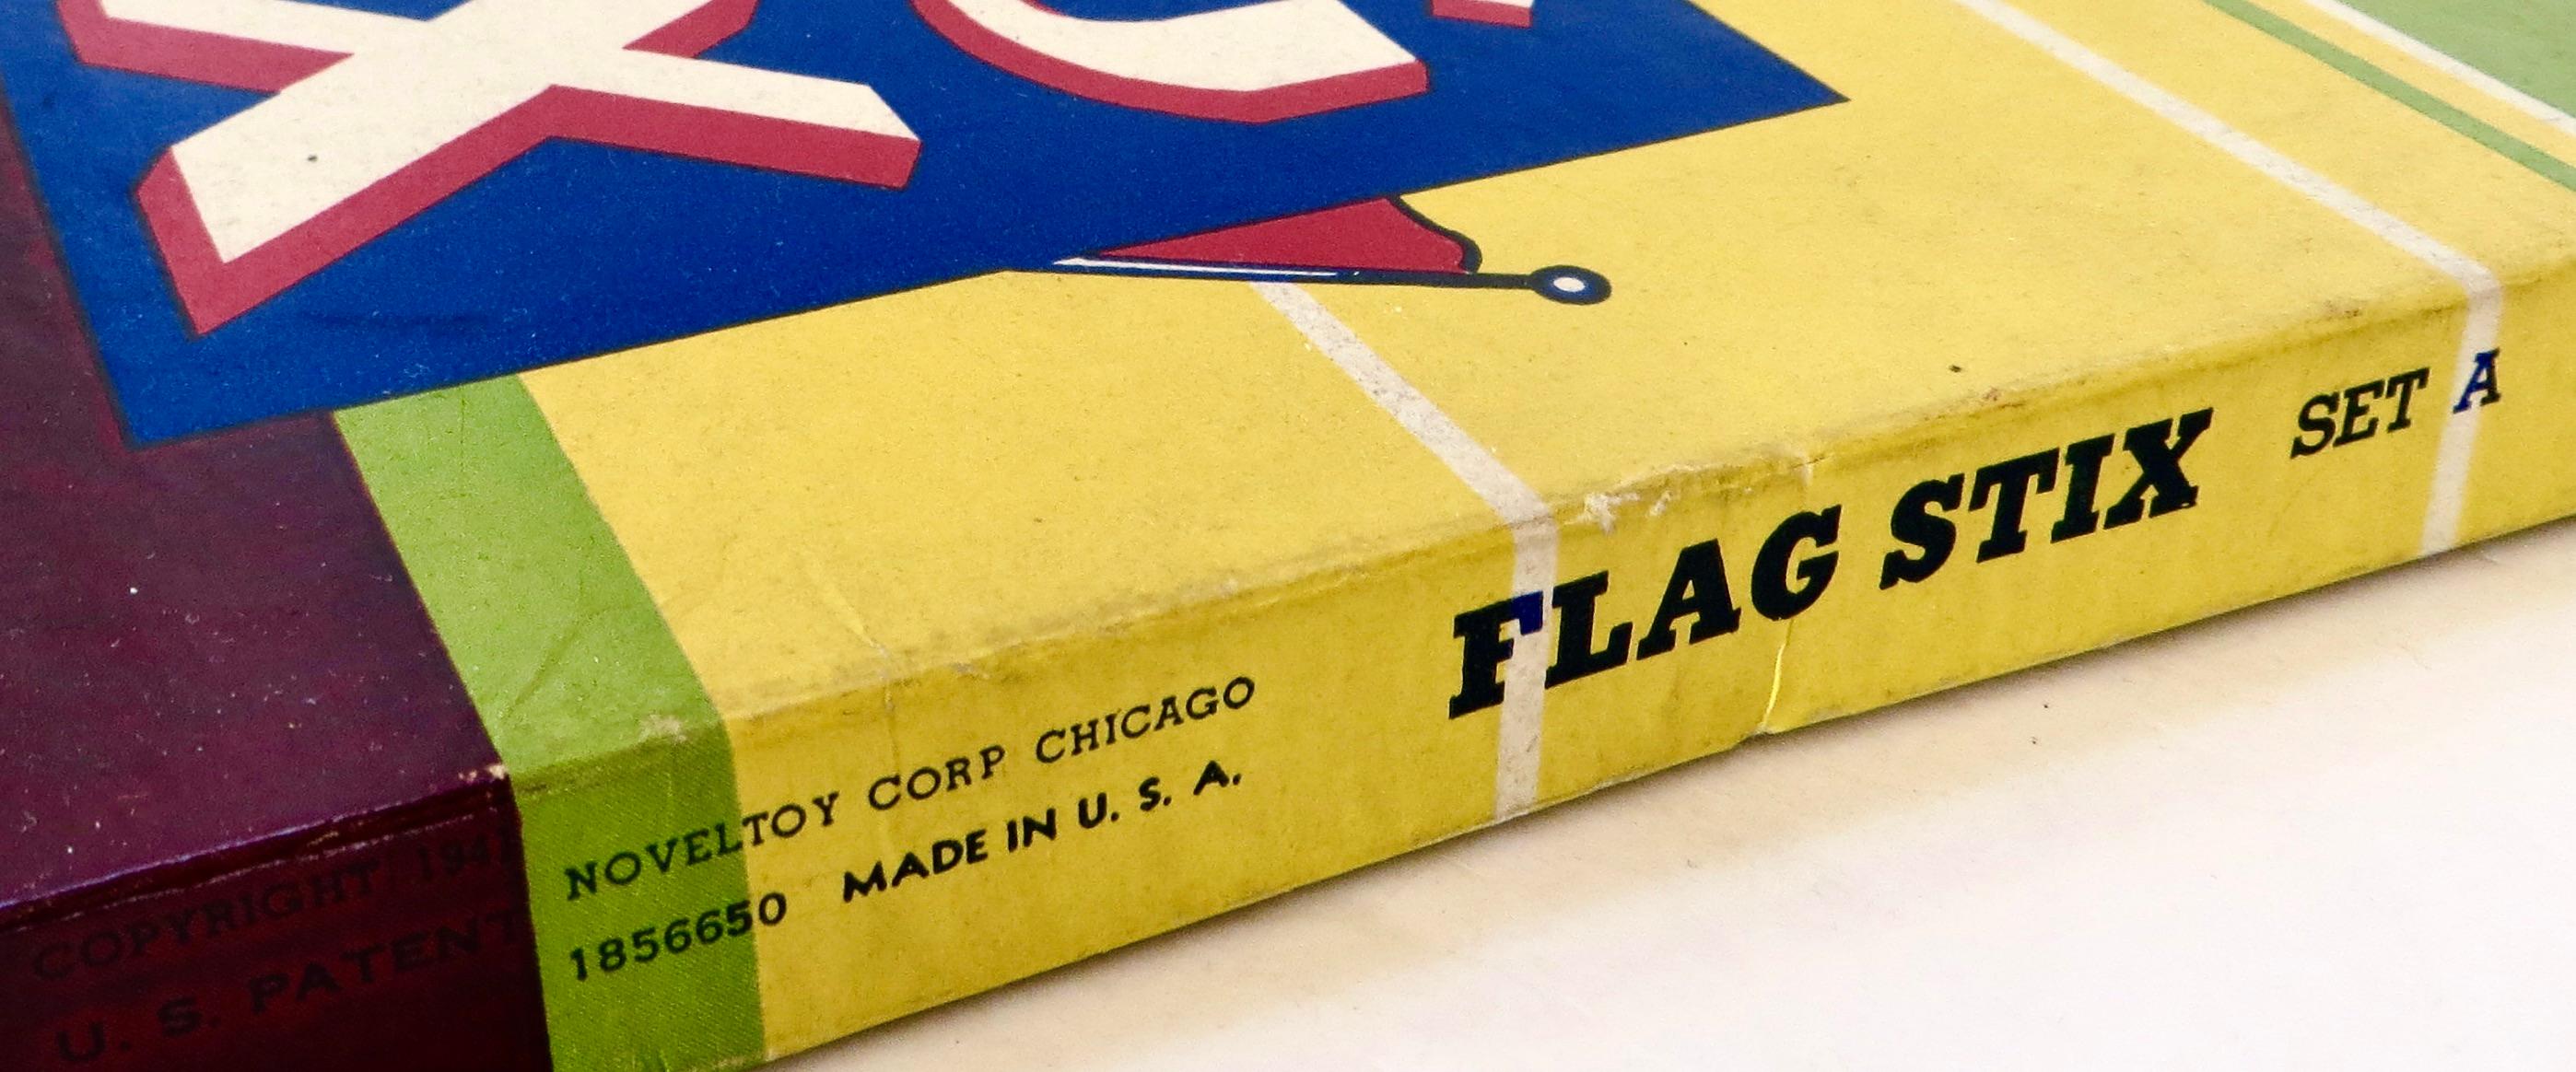 X
FLAG STIX SET A
COPYRIGHT NOVELTOY CORP CHICAGO
U. S. PATENT 1856650 MADE IN U. S. A.